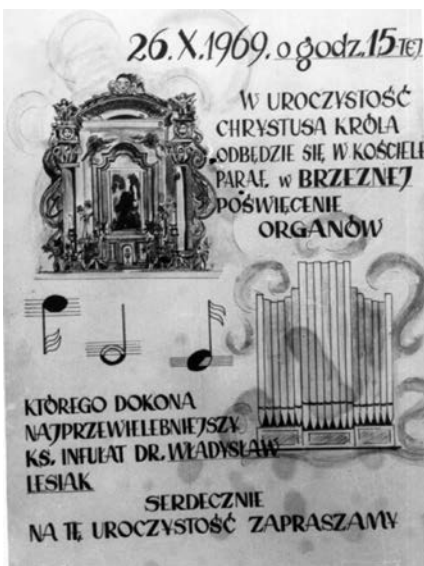 26.X.1969. o godz. 15-TEJ
W UROCZYSTOŚĆ
CHRYSTUSA KRÓLA
ODBĘDZIE SIĘ, W KOŚCIELE
PARAF. w BRZEZNEJ
POŚWIĘCENIE
ORGANÓW
KTÓREGO DOKONA
NAJPRZEWIELEBNIEJSZY
KS. INFUŁAT DR. WŁADYSŁAW
LESIAK
SERDECZNIE
NA TĘ UROCZYSTOŚĆ ZAPRASZAMY